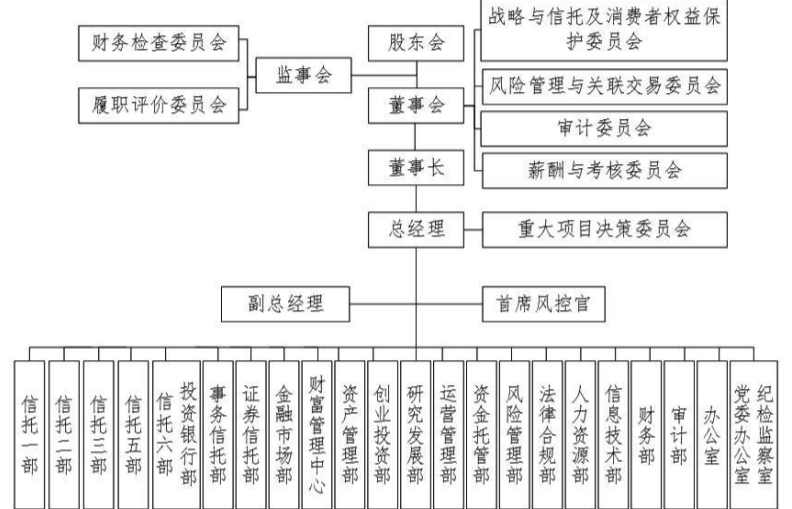 财务检查委员会
履职评价委员会
监事会
股东会
董事会
董事长
总经理
战略与信托及消费者权益保
护委员会
风险管理与关联交易委员会
审计委员会
薪酬与考核委员会
重大项目决策委员会
副总经理
首席风控官
信托一部
信托二部
信托三部
信托五部
信托六部
投资银行部
事务信托部
证券信托部
金融市场部
财富管理中心
资产管理部
创业投资部
研究发展部
运营管理部
资金托管部
风险管理部
法律合规部
人力资源部
信息技术部
财务部
审计部
办公室
党委办公室
纪检监察室